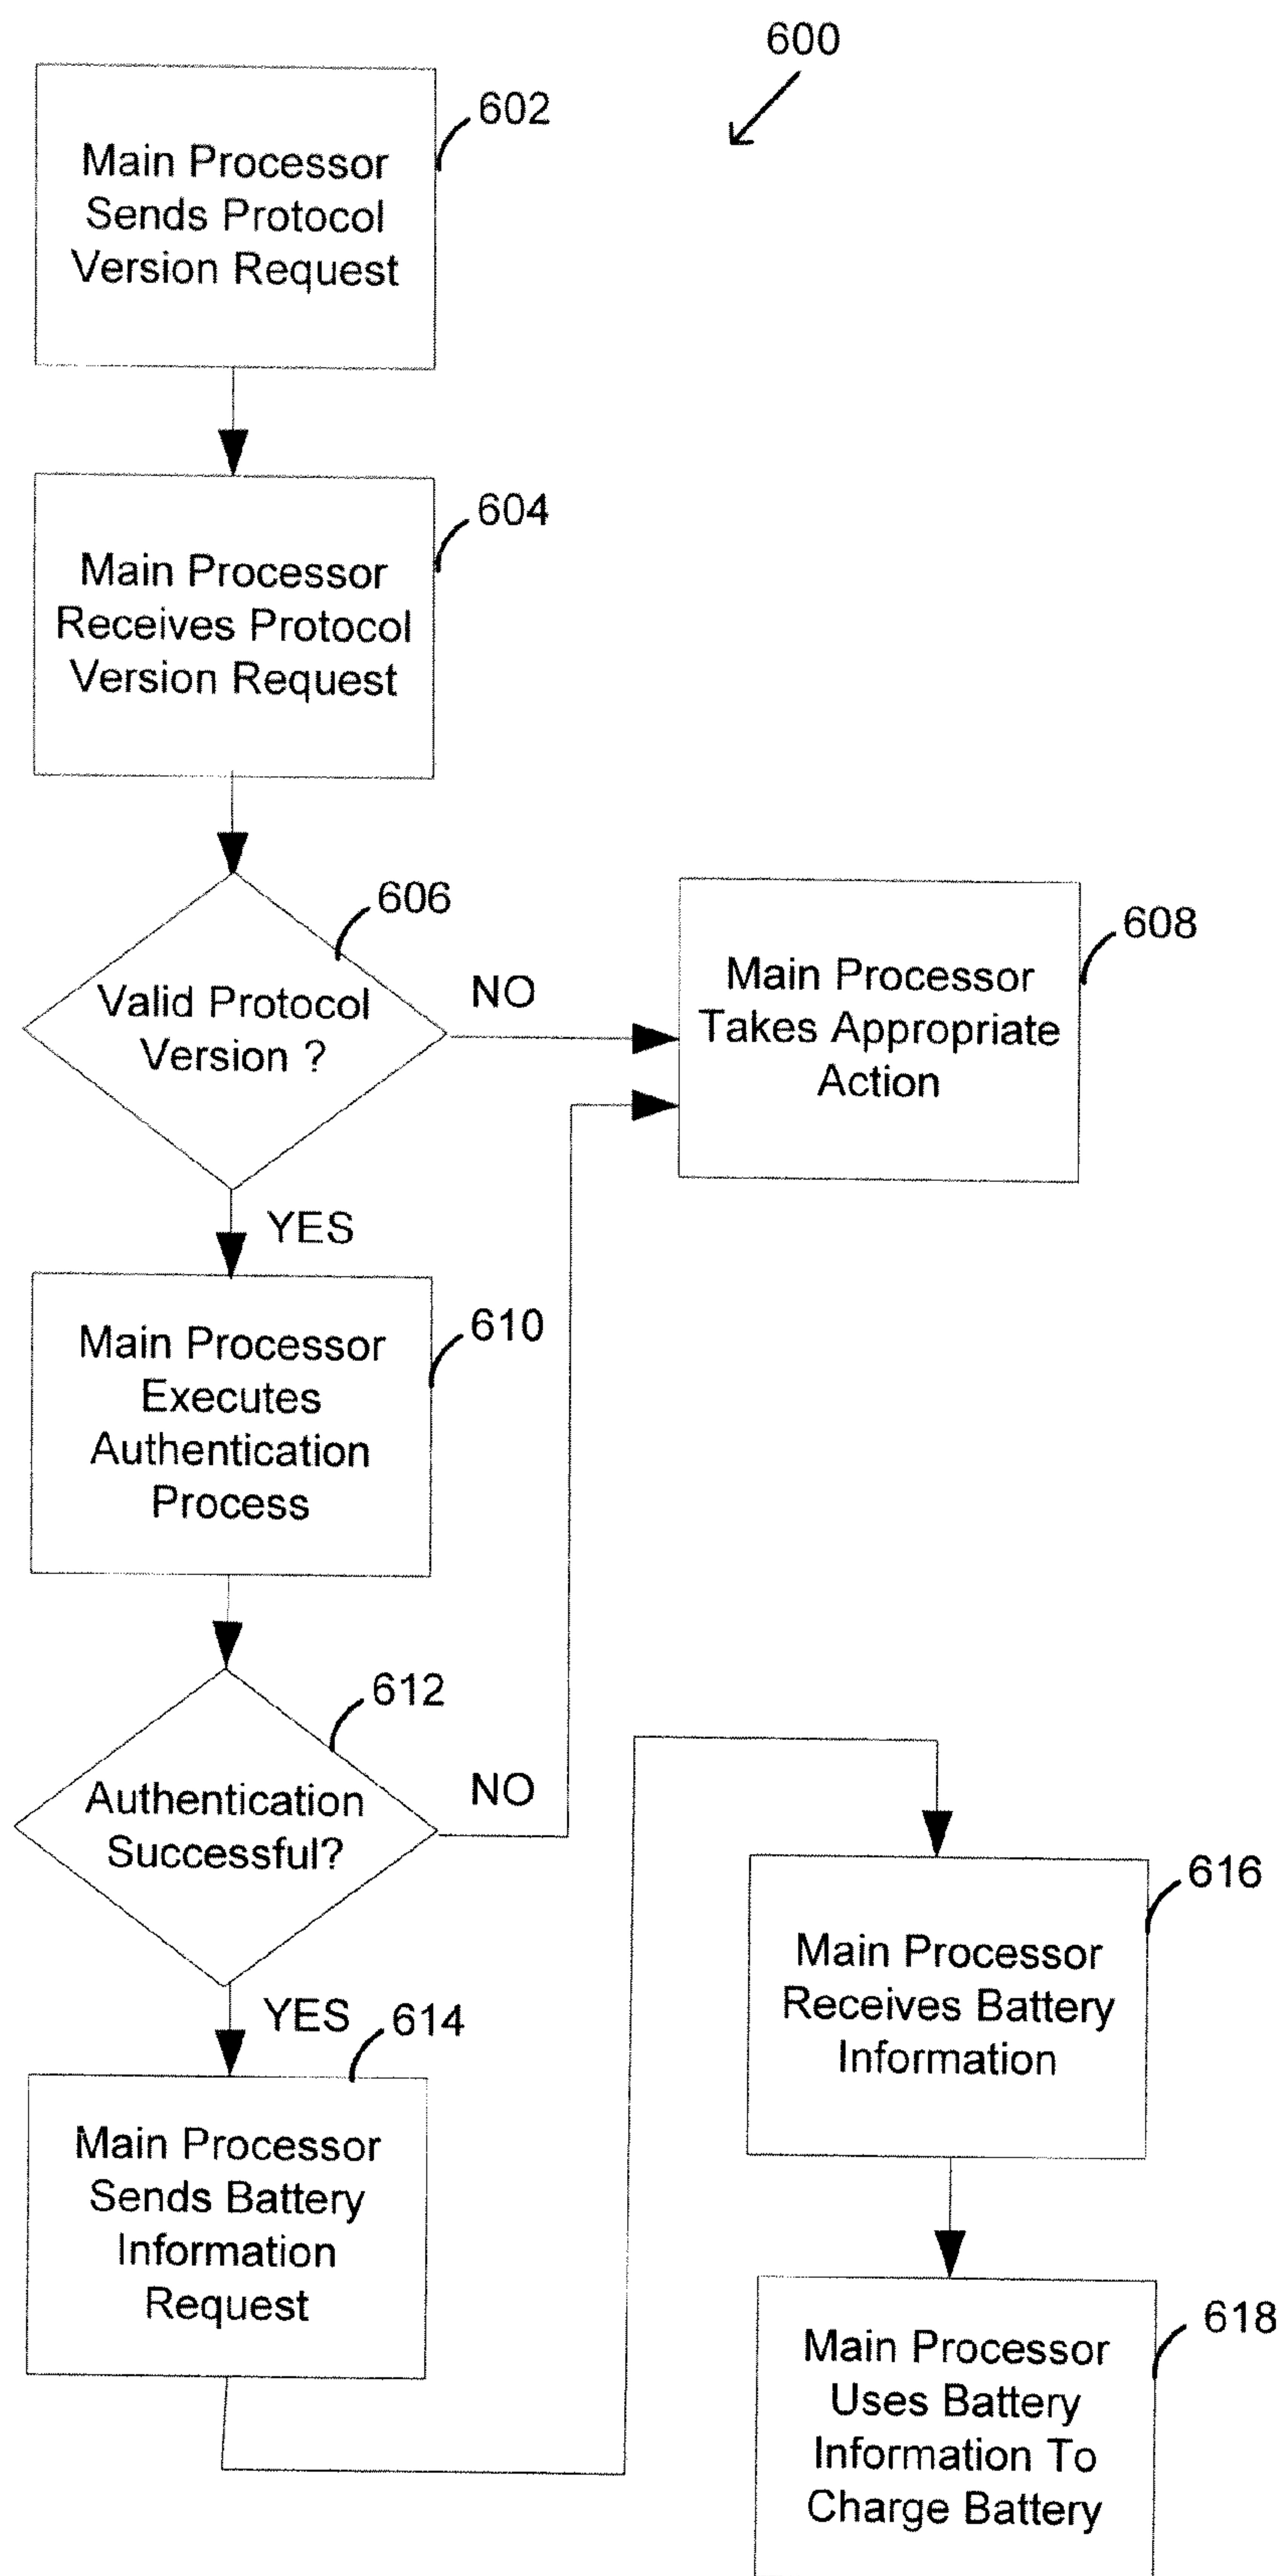 600
602
Main Processor
Sends Protocol
Version Request
604
Main Processor
Receives Protocol
Version Request
606
Valid Protocol
Version ?
NO
608
Main Processor
Takes Appropriate
Action
YES
610
Main Processor
Executes
Authentication
Process
612
Authentication
Successful?
NO
YES
614
Main Processor
Sends Battery
Information
Request
616
Main Processor
Receives Battery
Information
618
Main Processor
Uses Battery
Information To
Charge Battery